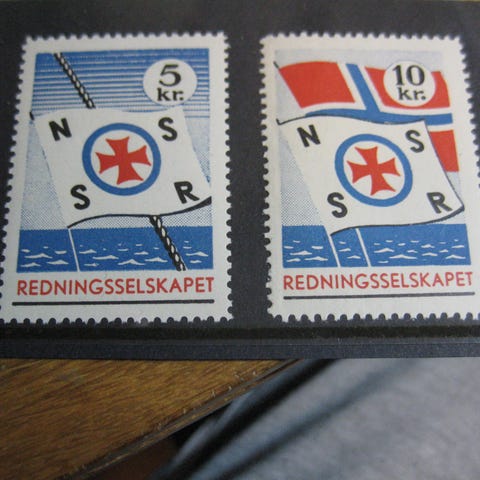 5
kr.
N S
S R
REDNINGSSELSKAPET
10
kr.
N S
S R
REDNINGSSELSKAPET